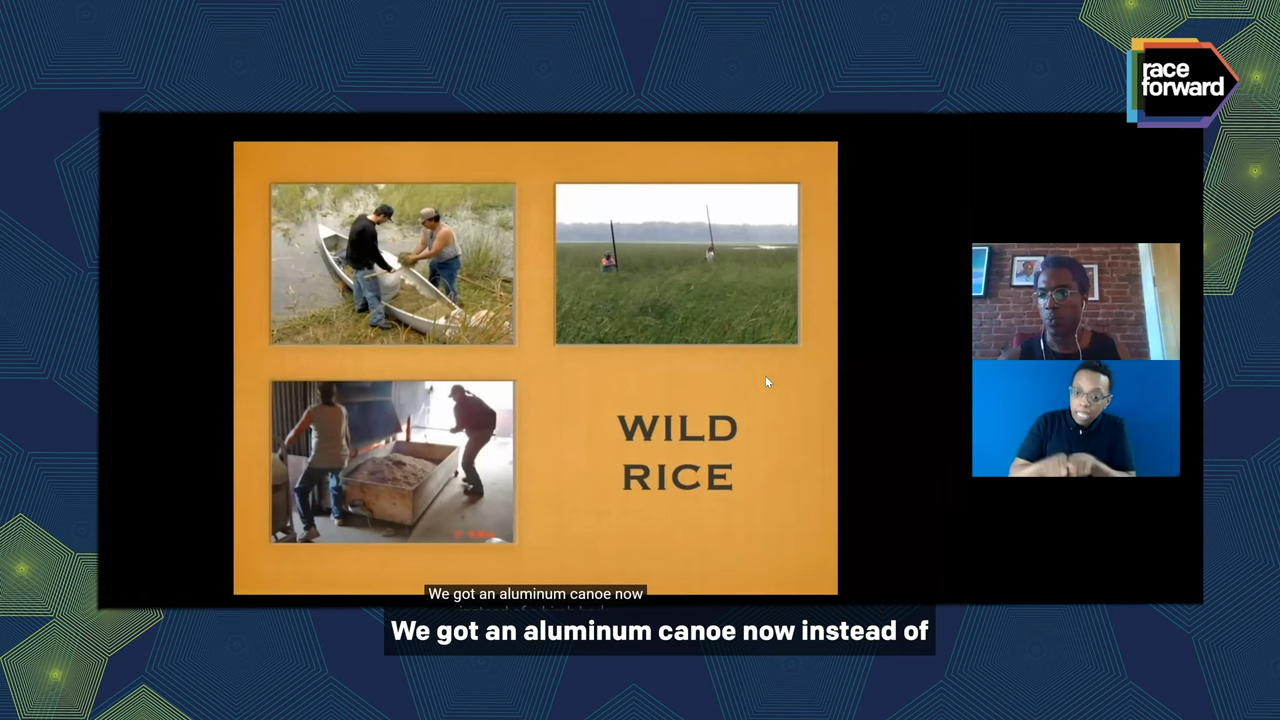 race
forward
WILD
RICE
We got an aluminum canoe now
We got an aluminum canoe now instead of